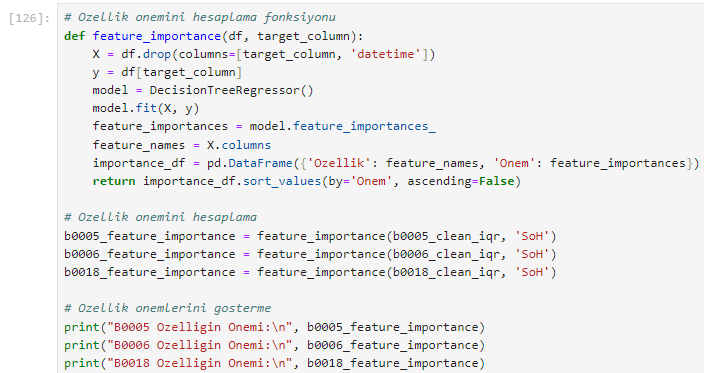 [126]:
# Ozellik onemini hesaplama fonksiyonu
def feature_importance(df, target_column):
    X = df.drop(columns=[target_column, 'datetime'])
    y = df[target_column]
    model = DecisionTreeRegressor()
    model.fit(X, y)
    feature_importances = model.feature_importances_
    feature_names = X.columns
    importance_df = pd.DataFrame({'Ozellik': feature_names, 'Onem': feature_importances})
    return importance_df.sort_values(by='Onem', ascending=False)

# Ozellik onemini hesaplama
b0005_feature_importance = feature_importance(b0005_clean_iqr, 'SoH')
b0006_feature_importance = feature_importance(b0006_clean_iqr, 'SoH')
b0018_feature_importance = feature_importance(b0018_clean_iqr, 'SoH')

# Ozellik onemlerini gosterme
print("B0005 Ozelligin Onemi:\n", b0005_feature_importance)
print("B0006 Ozelligin Onemi:\n", b0006_feature_importance)
print("B0018 Ozelligin Onemi:\n", b0018_feature_importance)